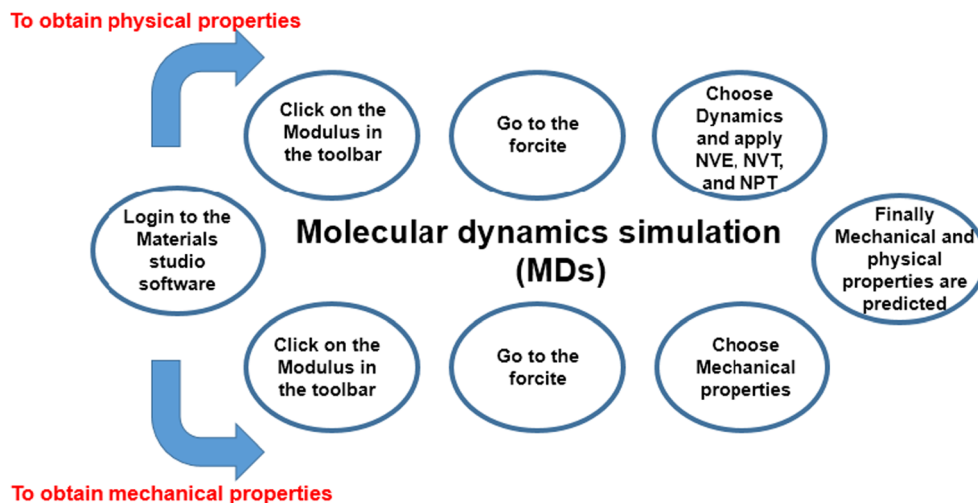 To obtain physical properties
Click on the
Modulus in
the toolbar
Go to the
forcite
Choose
Dynamics
and apply
NVE, NVT,
and NPT
Login to the
Materials
studio
software
Molecular dynamics simulation
(MDs)
Finally
Mechanical and
physical
properties are
predicted
Click on the
Modulus in
the toolbar
Go to the
forcite
Choose
Mechanical
properties
To obtain mechanical properties